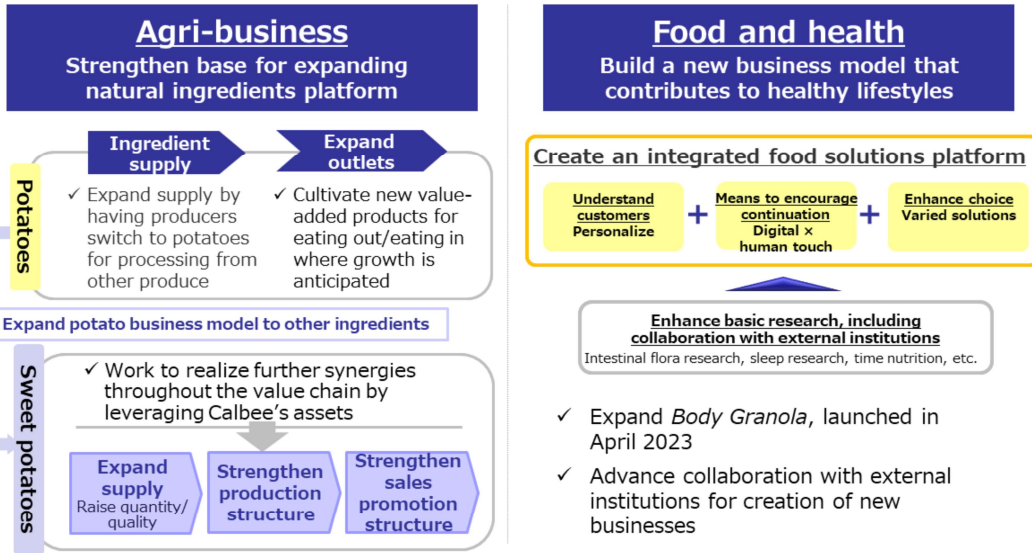 Agri-business
Strengthen base for expanding
natural ingredients platform
Potatoes
Ingredient
supply
✓ Expand supply by
having producers
switch to potatoes
for processing from
other produce
Expand
outlets
✓ Cultivate new value-
added products for
eating out/eating in
where growth is
anticipated
Expand potato business model to other ingredients
Sweet potatoes
✓ Work to realize further synergies
throughout the value chain by
leveraging Calbee's assets
Expand
supply
Raise quantity/
quality
Strengthen
production
structure
Strengthen
sales
promotion
structure
Food and health
Build a new business model that
contributes to healthy lifestyles
Create an integrated food solutions platform
Understand
customers
Personalize
+
Means to encourage
continuation
Digital ×
human touch
+
Enhance choice
Varied solutions
Enhance basic research, including
collaboration with external institutions
Intestinal flora research, sleep research, time nutrition, etc.
✓ Expand Body Granola, launched in
April 2023
✓ Advance collaboration with external
institutions for creation of new
businesses